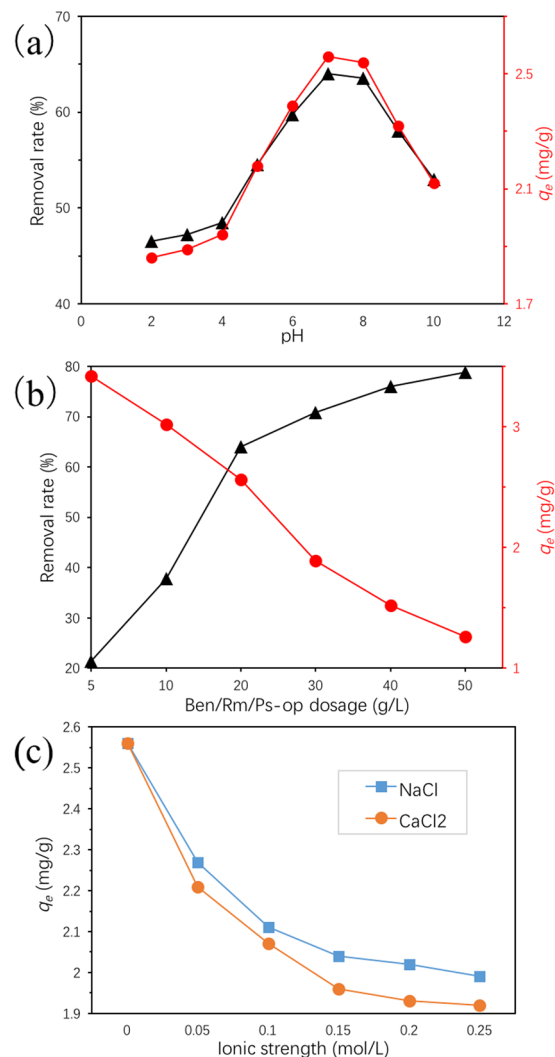 (a)
70
60
50
40
Removal rate (%)
2.5
2.1
1.7
qe (mg/g)
0 2 4 6 8 10 12
pH
(b)
80
70
60
50
40
30
20
Removal rate (%)
3
2
1
qe (mg/g)
5 10 20 30 40 50
Ben/Rm/Ps-op dosage (g/L)
(c)
2.6
2.5
2.4
2.3
2.2
2.1
2
1.9
qe (mg/g)
NaCl
CaCl2
0 0.05 0.1 0.15 0.2 0.25
Ionic strength (mol/L)